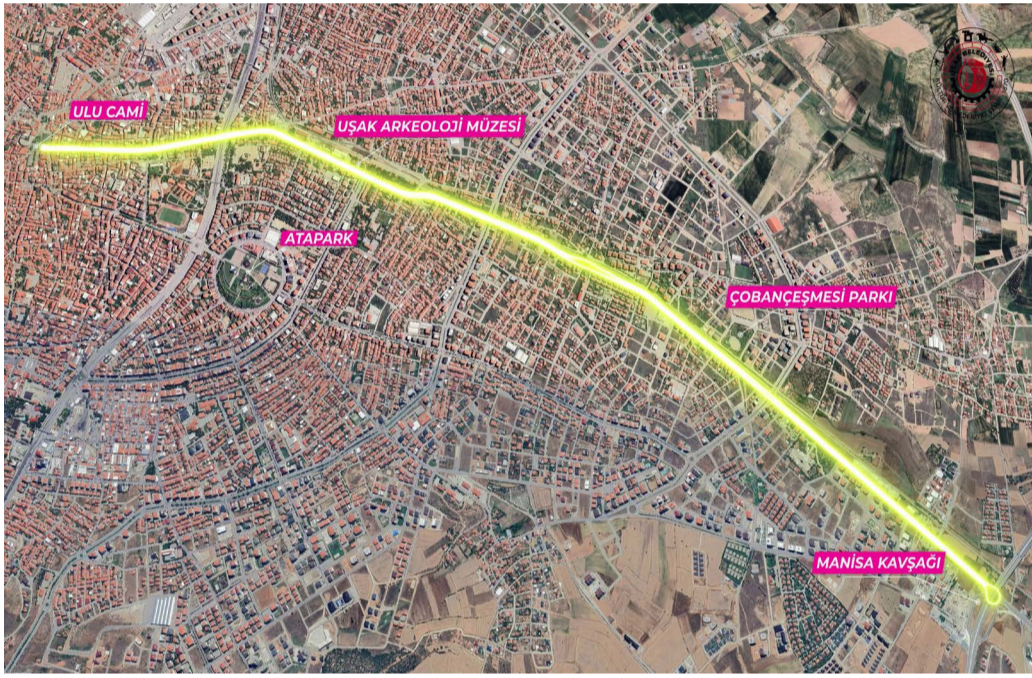 ULU CAMİ
UŞAK ARKEOLOJİ MÜZESİ
ATAPARK
ÇOBANÇEŞMESİ PARKI
MANİSA KAVŞAĞI